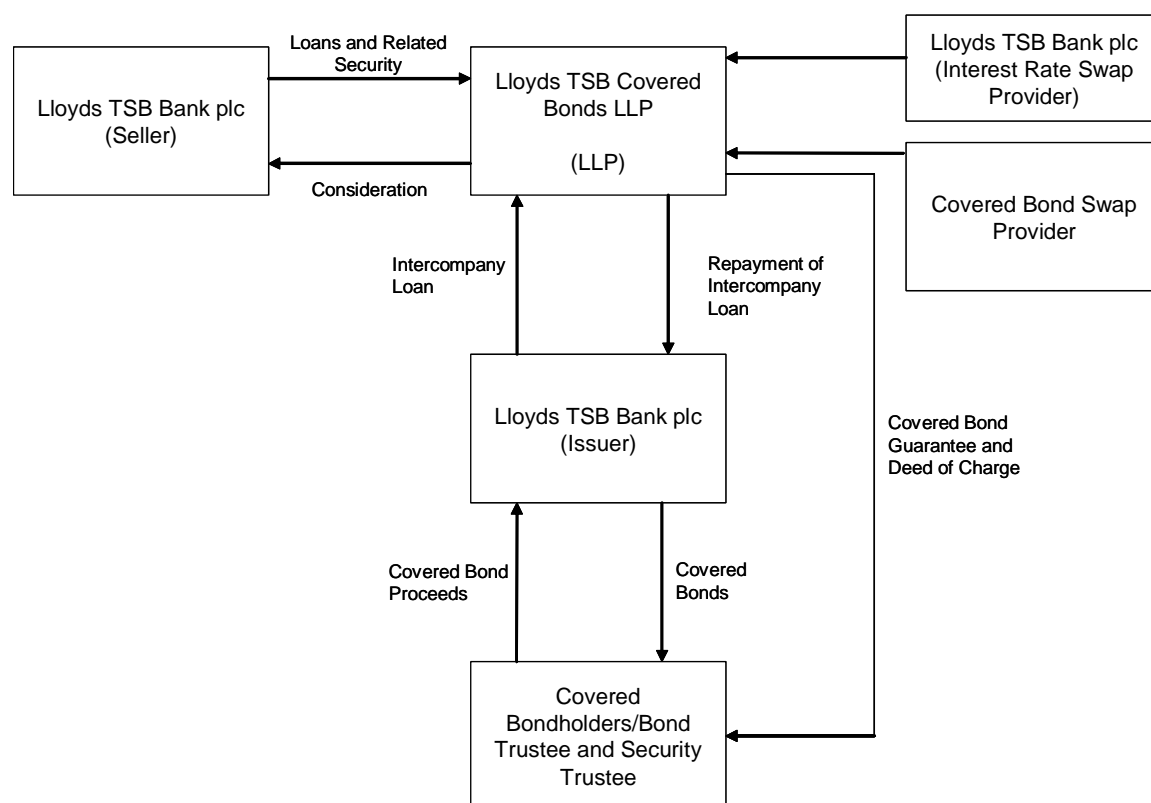 Loans and Related
Security
Lloyds TSB Bank plc
(Seller)
Consideration
Lloyds TSB Covered
Bonds LLP
(LLP)
Lloyds TSB Bank plc
(Interest Rate Swap
Provider)
Covered Bond Swap
Provider
Intercompany
Loan
Repayment of
Intercompany
Loan
Lloyds TSB Bank plc
(Issuer)
Covered Bond
Guarantee and
Deed of Charge
Covered Bond
Proceeds
Covered
Bonds
Covered
Bondholders/Bond
Trustee and Security
Trustee